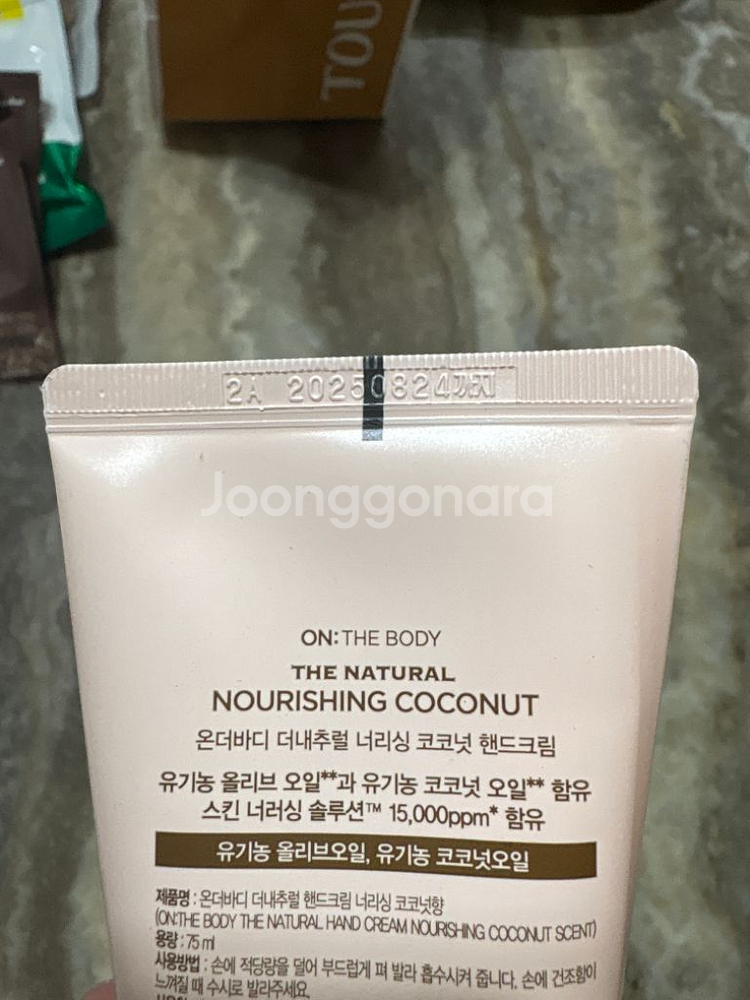 TOU
2A 20250824까지
Joonggonara
ON: THE BODY
THE NATURAL
NOURISHING COCONUT
온더바디 더내추럴 너리싱 코코넛 핸드크림
유기농 올리브 오일**과 유기농 코코넛 오일** 함유
스킨 너러싱 솔루션™ 15,000ppm* 함유
유기농 올리브오일, 유기농 코코넛오일
제품명 : 온더바디 더내추럴 핸드크림 너리싱 코코넛향
(ON:THE BODY THE NATURAL HAND CREAM NOURISHING COCONUT SCENT)
용량 : 75 ml
사용방법 : 손에 적당량을 덜어 부드럽게 펴 발라 흡수시켜 줍니다. 손에 건조함이
느껴질 때 수시로 발라주세요.